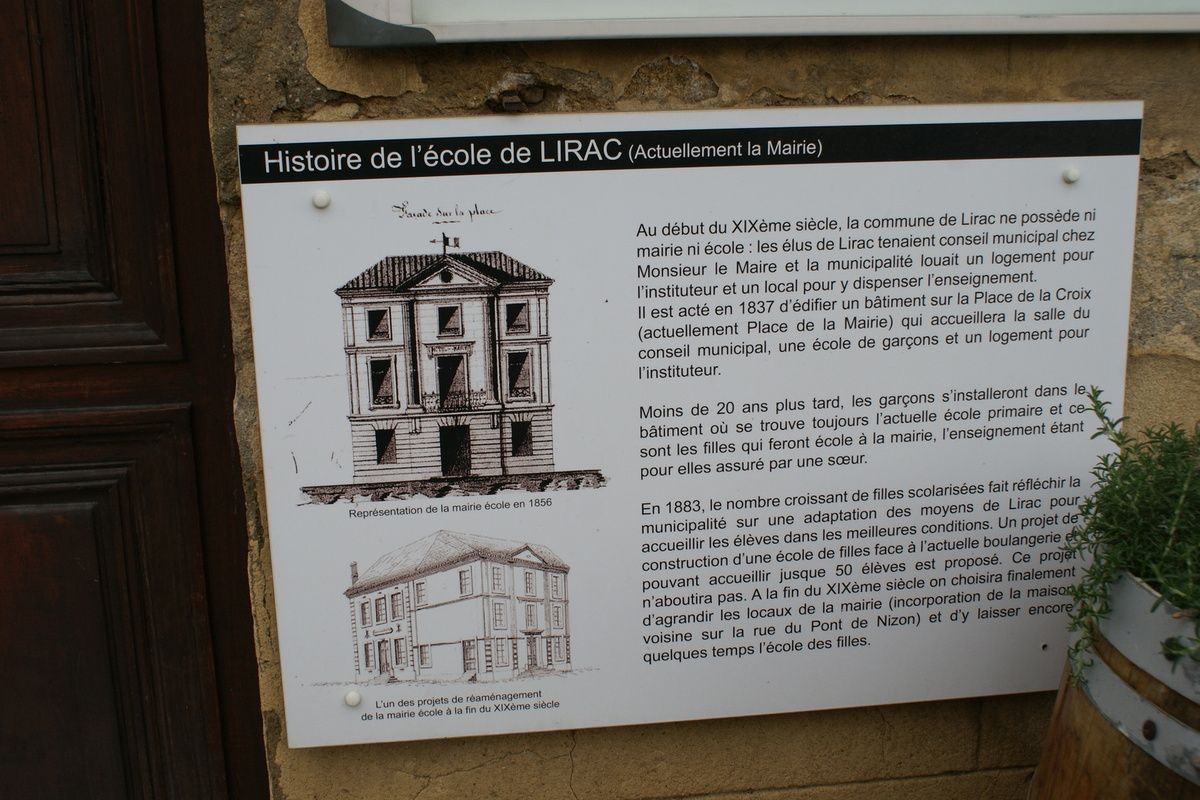 Histoire de l'école de LIRAC (Actuellement la Mairie)
Façade sur la place
Représentation de la mairie école en 1856
L'un des projets de réaménagement
de la mairie école à la fin du XIXème siècle
Au début du XIXème siècle, la commune de Lirac ne possède ni
mairie ni école : les élus de Lirac tenaient conseil municipal chez
Monsieur le Maire et la municipalité louait un logement pour
l'instituteur et un local pour y dispenser l'enseignement.
Il est acté en 1837 d'édifier un bâtiment sur la Place de la Croix
(actuellement Place de la Mairie) qui accueillera la salle du
conseil municipal, une école de garçons et un logement pour
l'instituteur.
Moins de 20 ans plus tard, les garçons s'installeront dans le
bâtiment où se trouve toujours l'actuelle école primaire et ce
sont les filles qui feront école à la mairie, l'enseignement étant
pour elles assuré par une sœur.
En 1883, le nombre croissant de filles scolarisées fait réfléchir la
municipalité sur une adaptation des moyens de Lirac pour
accueillir les élèves dans les meilleures conditions. Un projet de
construction d'une école de filles face à l'actuelle boulangerie et
pouvant accueillir jusque 50 élèves est proposé. Ce projet
n'aboutira pas. A la fin du XIXème siècle on choisira finalement
d'agrandir les locaux de la mairie (incorporation de la maison
voisine sur la rue du Pont de Nizon) et d'y laisser encore
quelques temps l'école des filles.